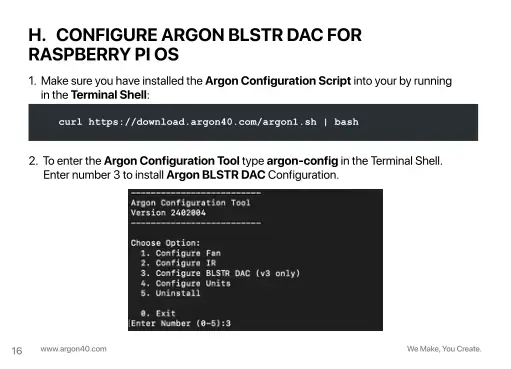 H. CONFIGURE ARGON BLSTR DAC FOR
RASPBERRY PI OS
1. Make sure you have installed the Argon Configuration Script into your by running
in the Terminal Shell:
curl https://download.argon40.com/argon1.sh | bash
2. To enter the Argon Configuration Tool type argon-config in the Terminal Shell.
Enter number 3 to install Argon BLSTR DAC Configuration.
--------------------------
Argon Configuration Tool
Version 2402004
--------------------------
Choose Option:
1. Configure Fan
2. Configure IR
3. Configure BLSTR DAC (v3 only)
4. Configure Units
5. Uninstall
0. Exit
Enter Number (0-5):3
16 www.argon40.com We Make, You Create.